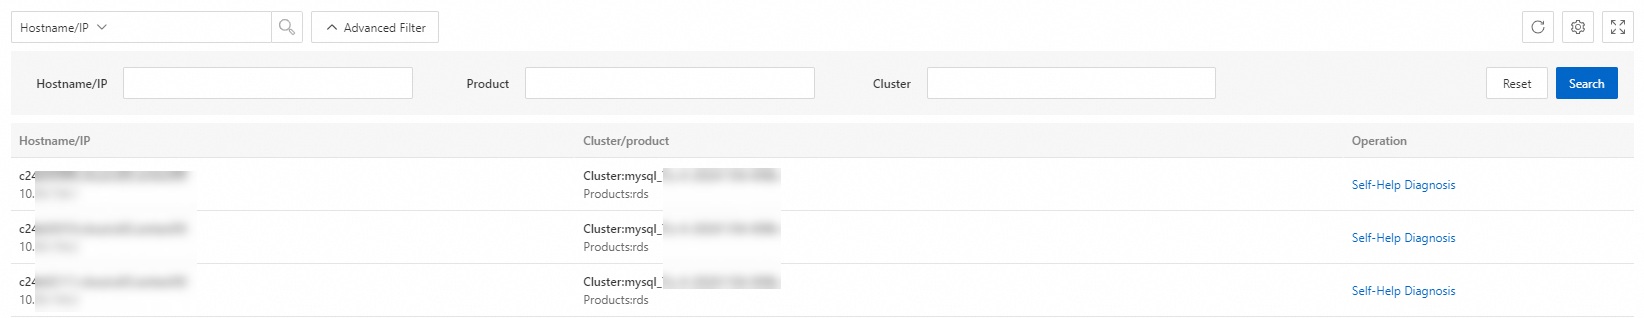 Hostname/IP
Advanced Filter
Hostname/IP
Product
Cluster
Reset
Search
Hostname/IP
Cluster/product
Operation
c24
Cluster:mysql_
Self-Help Diagnosis
10.
Products:rds
c24
Cluster:mysql_
Self-Help Diagnosis
10.
Products:rds
c24
Cluster:mysql_
Self-Help Diagnosis
10.
Products:rds